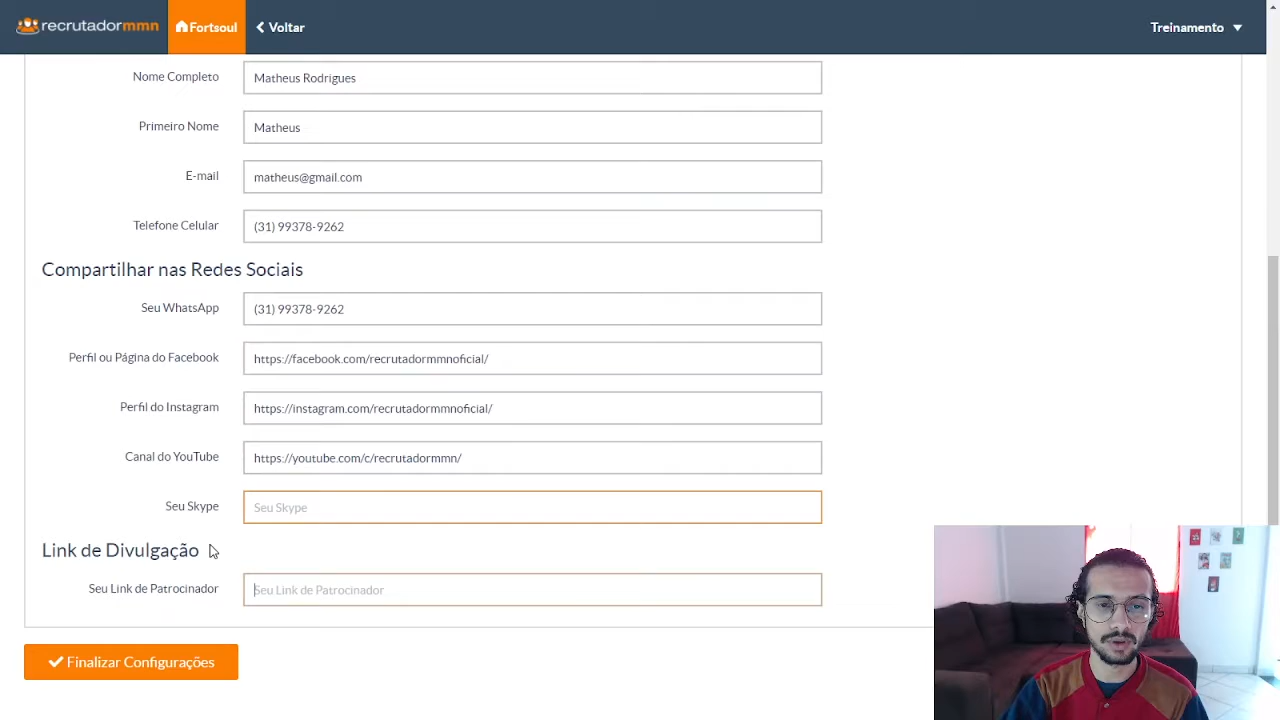 recrutadormmn Fortsoul Voltar Treinamento
Nome Completo Matheus Rodrigues
Primeiro Nome Matheus
E-mail matheus@gmail.com
Telefone Celular (31) 99378-9262
Compartilhar nas Redes Sociais
Seu WhatsApp (31) 99378-9262
Perfil ou Página do Facebook https://facebook.com/recrutadormmnoficial/
Perfil do Instagram https://instagram.com/recrutadormmnoficial/
Canal do YouTube https://youtube.com/c/recrutadormmn/
Seu Skype Seu Skype
Link de Divulgação
Seu Link de Patrocinador Seu Link de Patrocinador
Finalizar Configurações